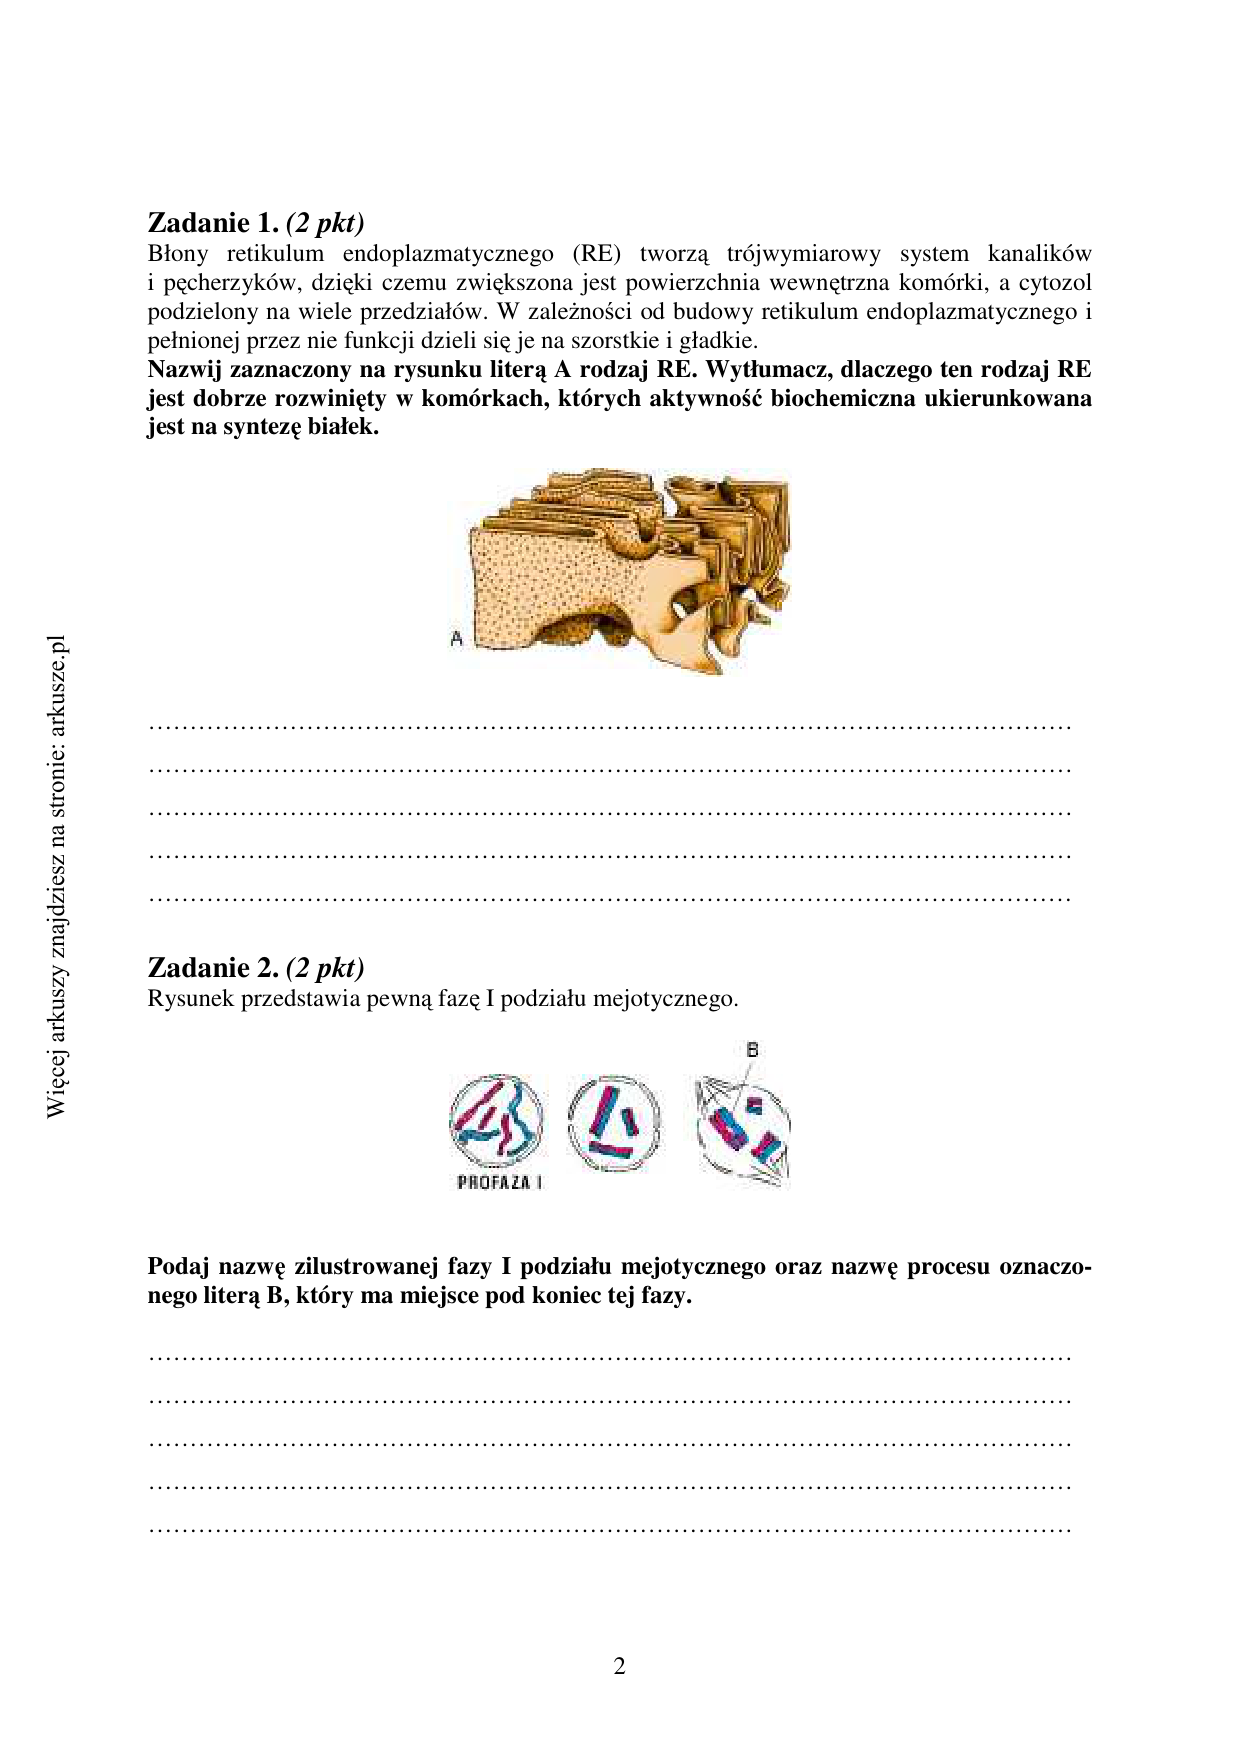 Zadanie 1. (2 pkt)
Błony retikulum endoplazmatycznego (RE) tworzą trójwymiarowy system kanalików
i pęcherzyków, dzięki czemu zwiększona jest powierzchnia wewnętrzna komórki, a cytozol
podzielony na wiele przedziałów. W zależności od budowy retikulum endoplazmatycznego i
pełnionej przez nie funkcji dzieli się je na szorstkie i gładkie.
Nazwij zaznaczony na rysunku literą A rodzaj RE. Wytłumacz, dlaczego ten rodzaj RE
jest dobrze rozwinięty w komórkach, których aktywność biochemiczna ukierunkowana
jest na syntezę białek.
A
……………………………………………………………………………………………………
……………………………………………………………………………………………………
……………………………………………………………………………………………………
……………………………………………………………………………………………………
……………………………………………………………………………………………………
Zadanie 2. (2 pkt)
Rysunek przedstawia pewną fazę I podziału mejotycznego.
B
PROFAZA I
Podaj nazwę zilustrowanej fazy I podziału mejotycznego oraz nazwę procesu oznaczo-
nego literą B, który ma miejsce pod koniec tej fazy.
……………………………………………………………………………………………………
……………………………………………………………………………………………………
……………………………………………………………………………………………………
……………………………………………………………………………………………………
……………………………………………………………………………………………………
2
Więcej arkuszy znajdziesz na stronie: arkusze.pl